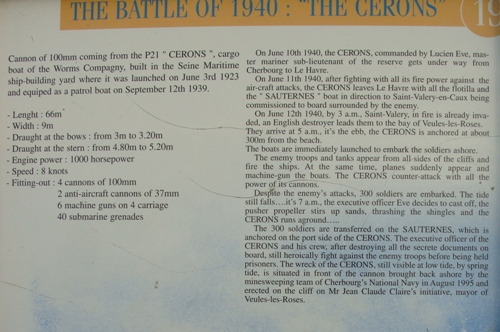 THE BATTLE OF 1940 : "THE CERONS"
19
Cannon of 100mm coming from the P21 " CERONS ", cargo
boat of the Worms Compagny, built in the Seine Maritime
ship-building yard where it was launched on June 3rd 1923
and equiped as a patrol boat on September 12th 1939.
- Lenght : 66m
- Width : 9m
- Draught at the bows : from 3m to 3.20m
- Draught at the stern : from 4.80m to 5.20m
- Engine power : 1000 horsepower
- Speed : 8 knots
- Fitting-out : 4 cannons of 100mm
2 anti-aircraft cannons of 37mm
6 machine guns on 4 carriage
40 submarine grenades
On June 10th 1940, the CERONS, commanded by Lucien Eve, mas-
ter mariner sub-lieutenant of the reserve gets under way from
Cherbourg to Le Havre.
On June 11th 1940, after fighting with all its fire power against the
air-craft attacks, the CERONS leaves Le Havre with all the flotilla and
the " SAUTERNES " boat in direction to Saint-Valery-en-Caux being
commissioned to board surrounded by the enemy.
On June 12th 1940, by 3 a.m., Saint-Valery, in fire is already inva-
ded, an English destroyer leads them to the bay of Veules-les-Roses.
They arrive at 5 a.m., it's the ebb, the CERONS is anchored at about
300m from the beach.
The boats are immediately launched to embark the soldiers ashore.
The enemy troops and tanks appear from all sides of the cliffs and
fire the ships. At the same time, planes suddenly appear and
machine-gun the boats. The CERONS counter-attack with all the
power of its cannons.
Despite the enemy's attacks, 300 soldiers are embarked. The tide
still falls....it's 7 a.m., the executive officer Eve decides to cast off, the
pusher propeller stirs up sands, thrashing the shingles and the
CERONS runs aground.....
The 300 soldiers are transferred on the SAUTERNES, which is
anchored on the port side of the CERONS. The executive officer of the
CERONS and his crew, after destroying all the secrete documents on
board, still heroically fight against the enemy troops before being held
prisoners. The wreck of the CERONS, still visible at low tide, by spring
tide, is situated in front of the cannon brought back ashore by the
minesweeping team of Cherbourg's National Navy in August 1995 and
erected on the cliff on Mr Jean Claude Claire's initiative, mayor of
Veules-les-Roses.